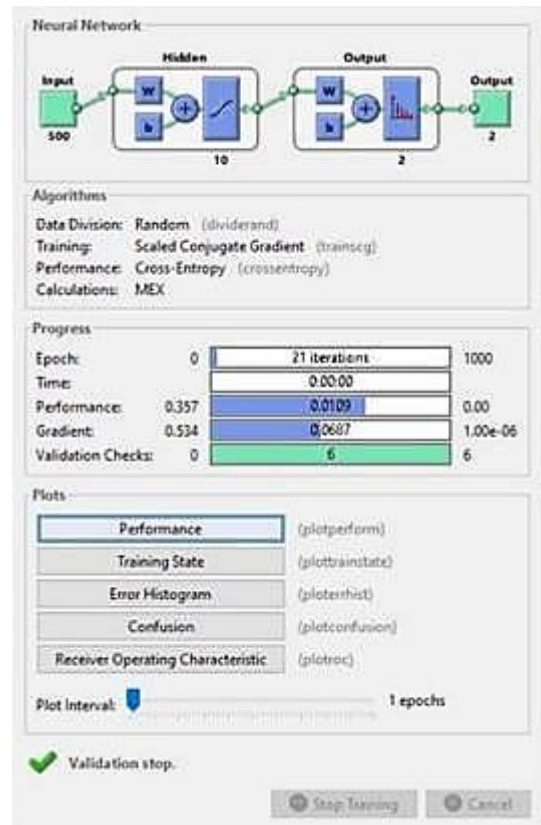 Neural Network
Hidden Output
Input Output
W W
b b
500 10 2 2
Algorithms
Data Division: Random (dividerand)
Training: Scaled Conjugate Gradient (trainscg)
Performance: Cross-Entropy (crossentropy)
Calculations: MEX
Progress
Epoch: 0 21 iterations 1000
Time: 0:00:00
Performance: 0.357 0.0109 0.00
Gradient: 0.534 0.0687 1.00e-06
Validation Checks: 0 6 6
Plots
Performance (plotperform)
Training State (plottrainstate)
Error Histogram (ploterrhist)
Confusion (plotconfusion)
Receiver Operating Characteristic (plotroc)
Plot Interval: 1 epochs
Validation stop.
Stop Training Cancel